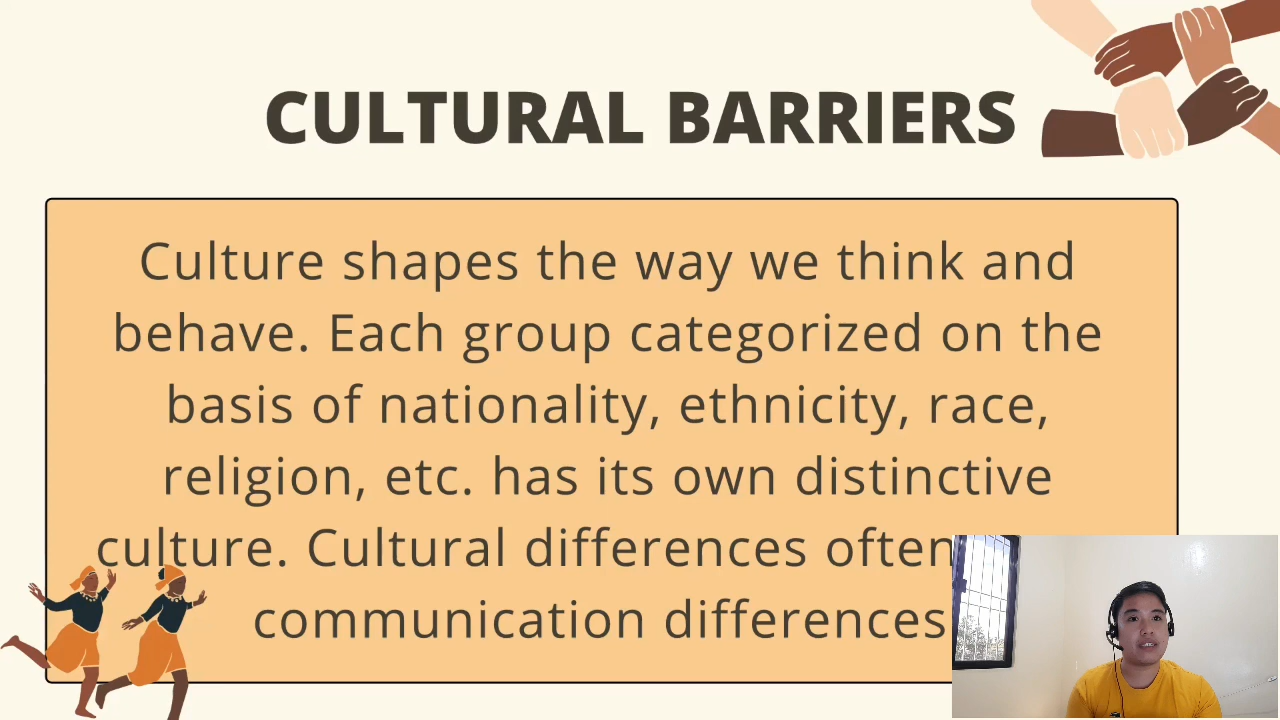 CULTURAL BARRIERS
Culture shapes the way we think and
behave. Each group categorized on the
basis of nationality, ethnicity, race,
religion, etc. has its own distinctive
culture. Cultural differences often
communication differences